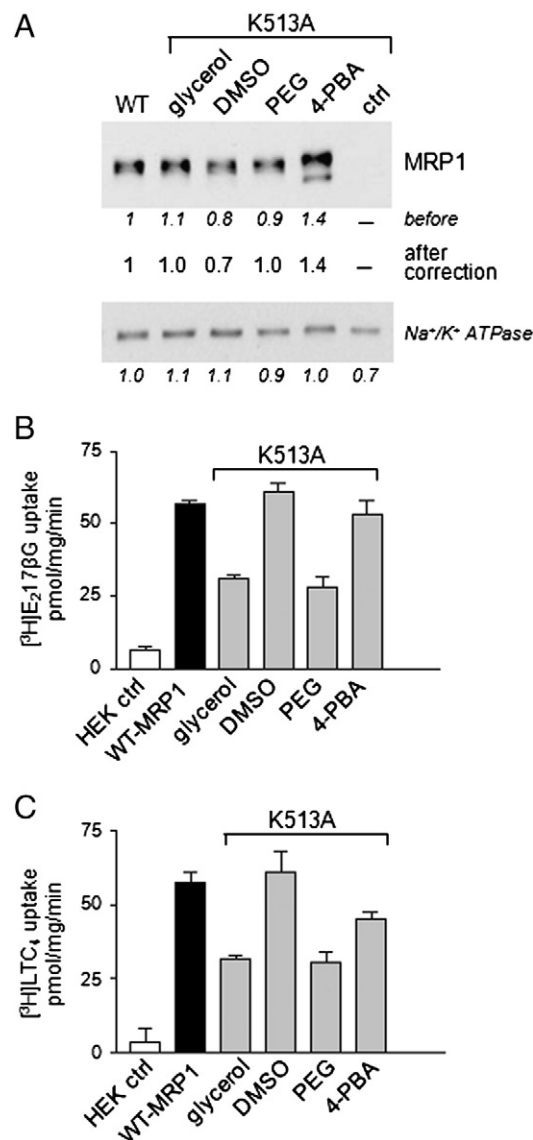 A
K513A
WT glycerol DMSO PEG 4-PBA ctrl
MRP1
1 1.1 0.8 0.9 1.4 – before
1 1.0 0.7 1.0 1.4 – after correction
Na⁺/K⁺ ATPase
1.0 1.1 1.1 0.9 1.0 0.7
B
K513A
[³H]E₂17βG uptake
pmol/mg/min
75
50
25
0
HEK ctrl WT-MRP1 glycerol DMSO PEG 4-PBA
C
K513A
[³H]LTC₄ uptake
pmol/mg/min
75
50
25
0
HEK ctrl WT-MRP1 glycerol DMSO PEG 4-PBA